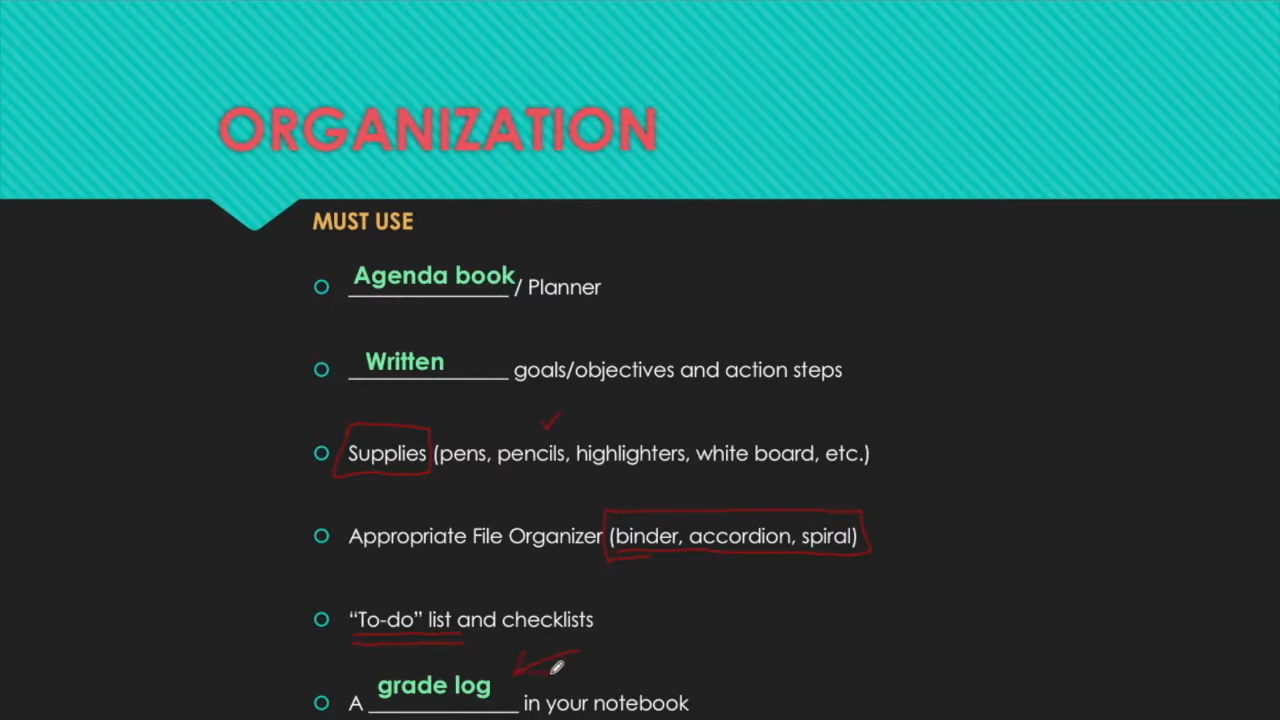 ORGANIZATION
MUST USE
Agenda book / Planner
Written goals/objectives and action steps
Supplies (pens, pencils, highlighters, white board, etc.)
Appropriate File Organizer (binder, accordion, spiral)
“To-do” list and checklists
A grade log in your notebook